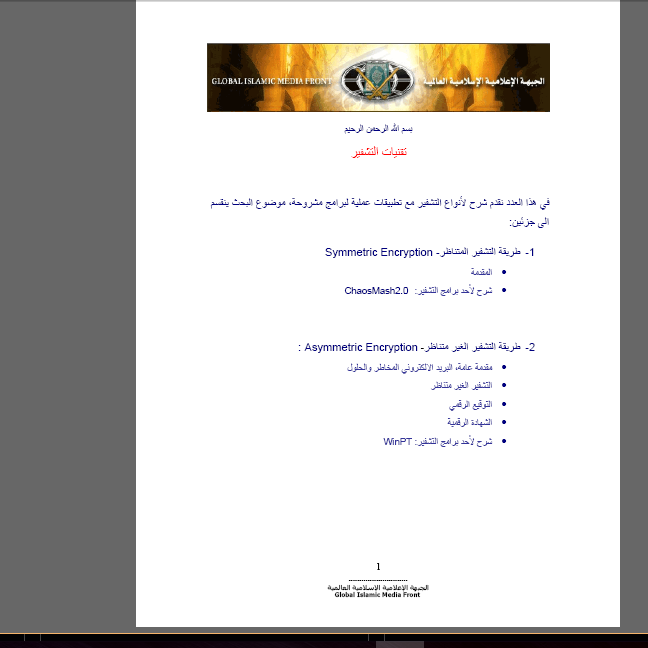 GLOBAL ISLAMIC MEDIA FRONT الجبهة الإعلامية الإسلامية العالمية
بسم الله الرحمن الرحيم
تقنيات التشفير
في هذا العدد نقدم شرح لأنواع التشفير مع تطبيقات عملية لبرامج مشروحة، موضوع البحث ينقسم
الى جزئين:
1- طريقة التشفير المتناظر- Symmetric Encryption
• المقدمة
• شرح لأحد برامج التشفير: ChaosMash2.0
2- طريقة التشفير الغير متناظر- Asymmetric Encryption :
• مقدمة عامة، البريد الالكتروني المخاطر والحلول
• التشفير الغير متناظر
• التوقيع الرقمي
• الشهادة الرقمية
• شرح لأحد برامج التشفير: WinPT
1
---------------------------
الجبهة الإعلامية الإسلامية العالمية
Global Islamic Media Front